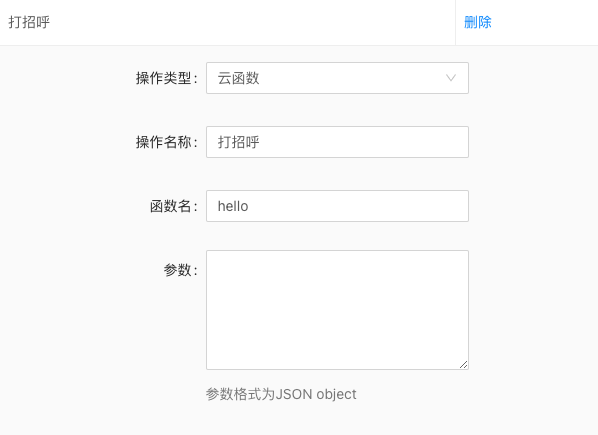 打招呼 删除
操作类型: 云函数
操作名称: 打招呼
函数名: hello
参数:
参数格式为JSON object